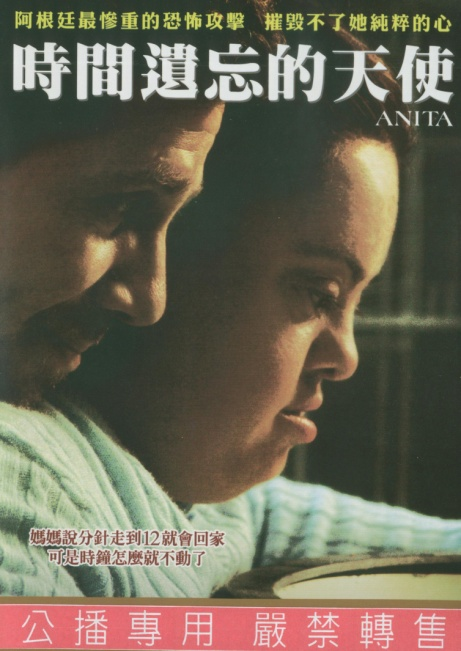 阿根廷最慘重的恐怖攻擊 摧毀不了她純粹的心
時間遺忘的天使
ANITA
媽媽說分針走到12就會回家
可是時鐘怎麼就不動了
公播專用 嚴禁轉售